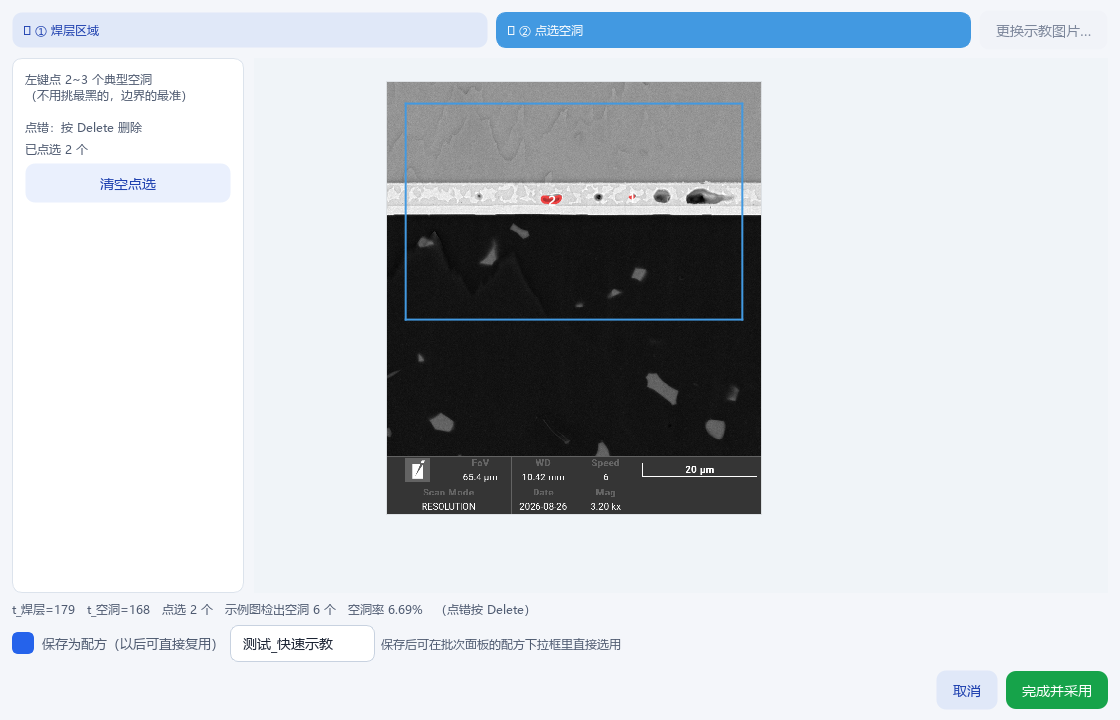 ① 焊层区域
② 点选空洞
更换示教图片...
左键点 2~3 个典型空洞
（不用挑最黑的，边界的最准）
点错：按 Delete 删除
已点选 2 个
清空点选
2
FoV
65.4 µm
WD
10.42 mm
Speed
6
20 µm
Scan Mode
RESOLUTION
Date
2026-08-26
Mag
3.20 kx
t_焊层=179 t_空洞=168 点选 2 个 示例图检出空洞 6 个 空洞率 6.69% （点错按 Delete）
保存为配方（以后可直接复用）
测试_快速示教
保存后可在批次面板的配方下拉框里直接选用
取消
完成并采用